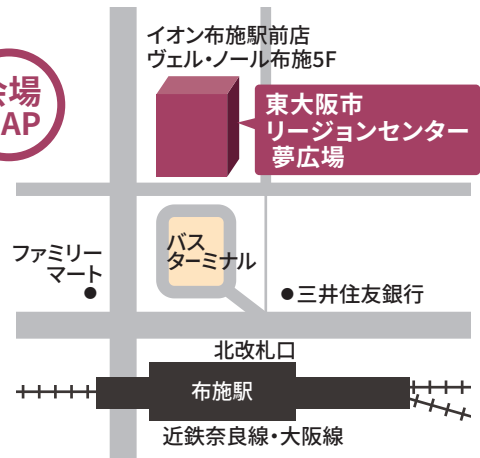 イオン布施駅前店
ヴェル・ノール布施5F
会場
MAP
東大阪市
リージョンセンター
夢広場
バス
ターミナル
ファミリー
マート
三井住友銀行
北改札口
布施駅
近鉄奈良線・大阪線